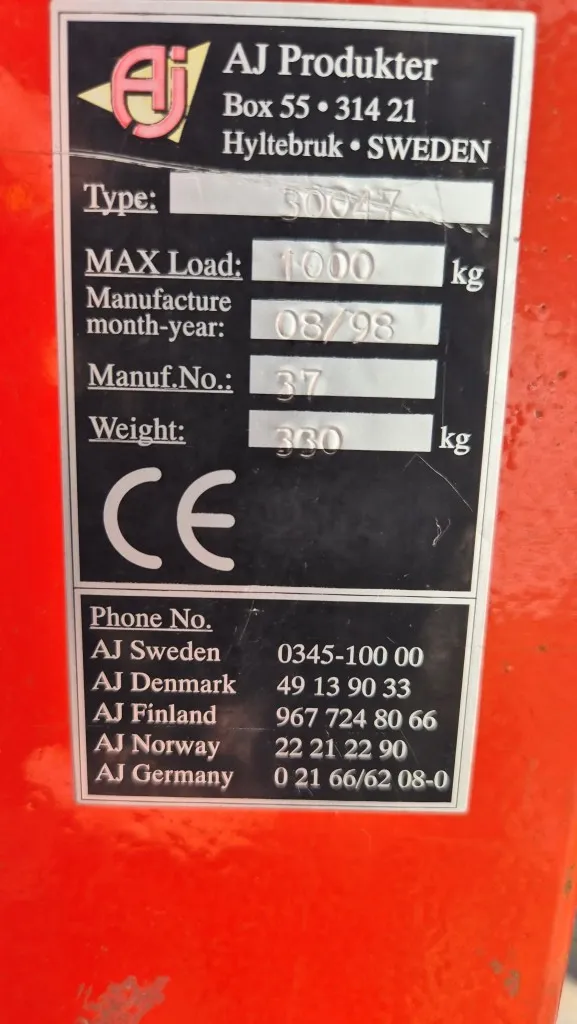 Aj
AJ Produkter
Box 55 • 314 21
Hyltebruk • SWEDEN
Type: 30047
MAX Load: 1000 kg
Manufacture
month-year: 08/98
Manuf.No.: 37
Weight: 330 kg
CE
Phone No.
AJ Sweden 0345-100 00
AJ Denmark 49 13 90 33
AJ Finland 967 724 80 66
AJ Norway 22 21 22 90
AJ Germany 0 21 66/62 08-0